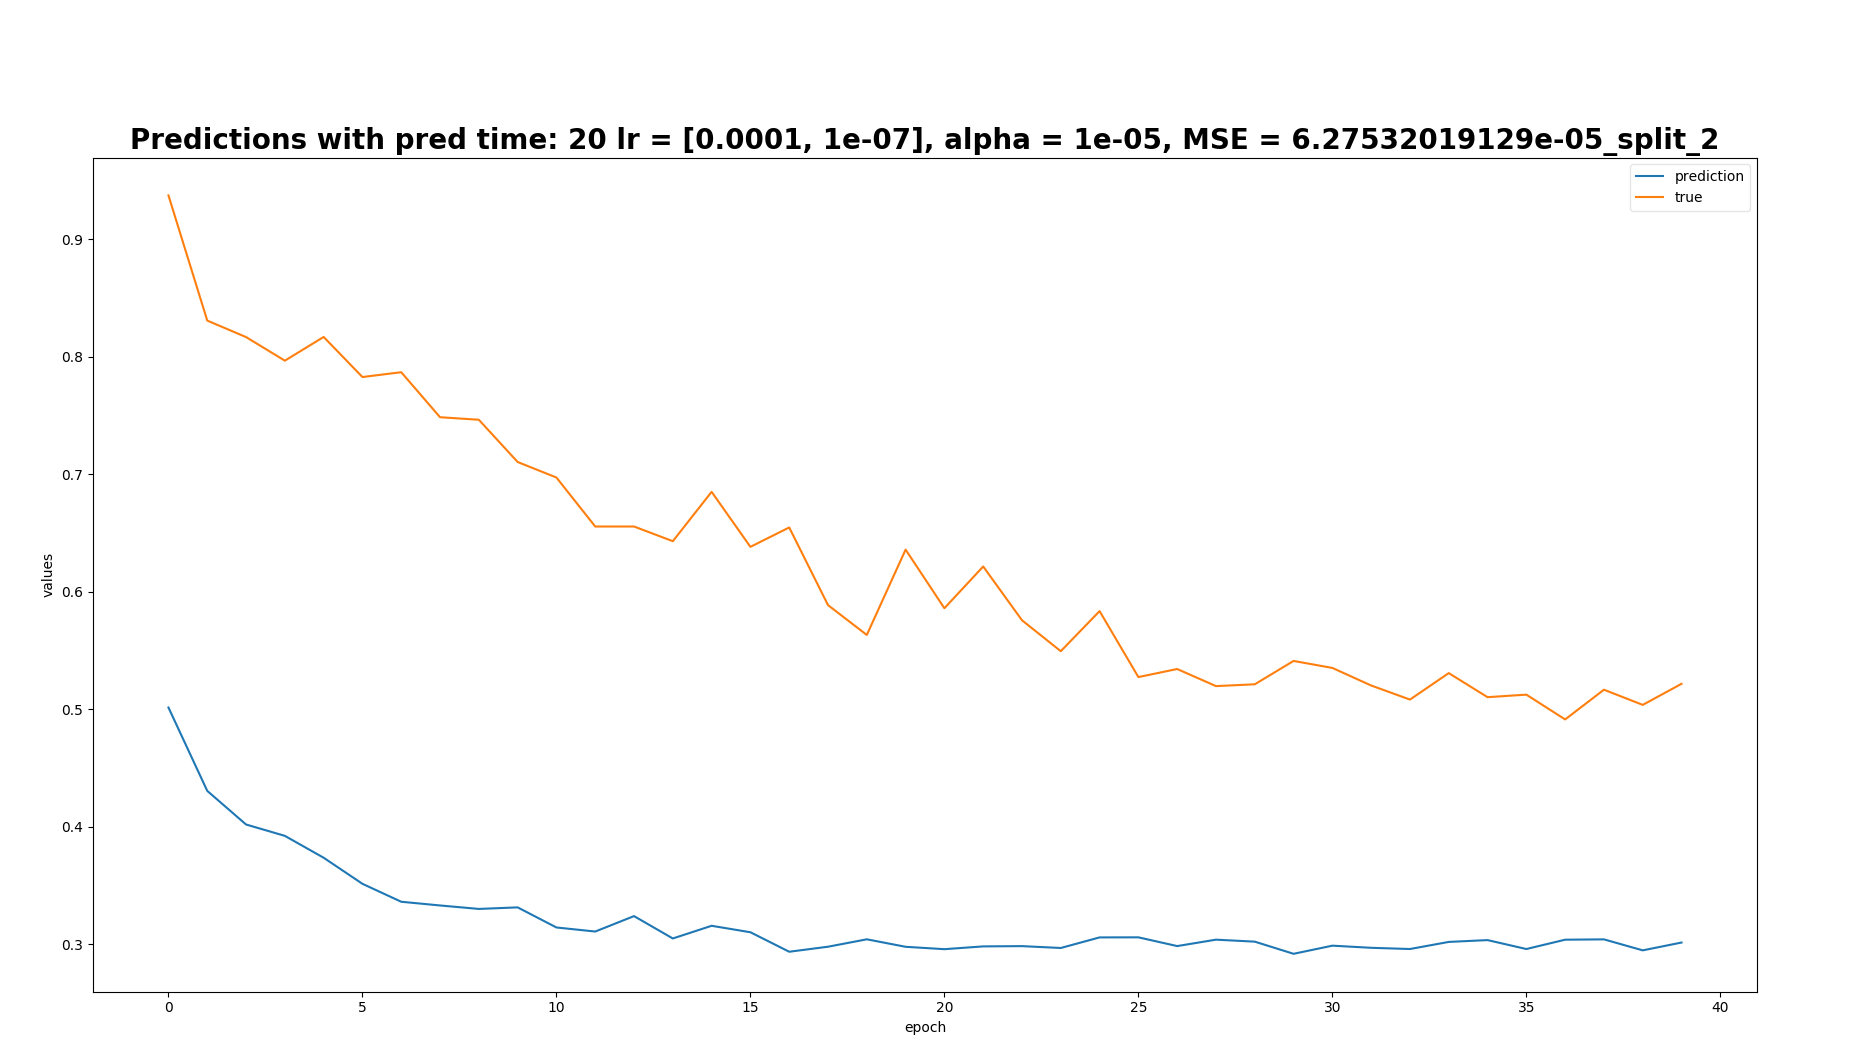 Predictions with pred time: 20 lr = [0.0001, 1e-07], alpha = 1e-05, MSE = 6.27532019129e-05_split_2
prediction
true
0.9
0.8
0.7
0.6
0.5
0.4
0.3
values
0 5 10 15 20 25 30 35 40
epoch